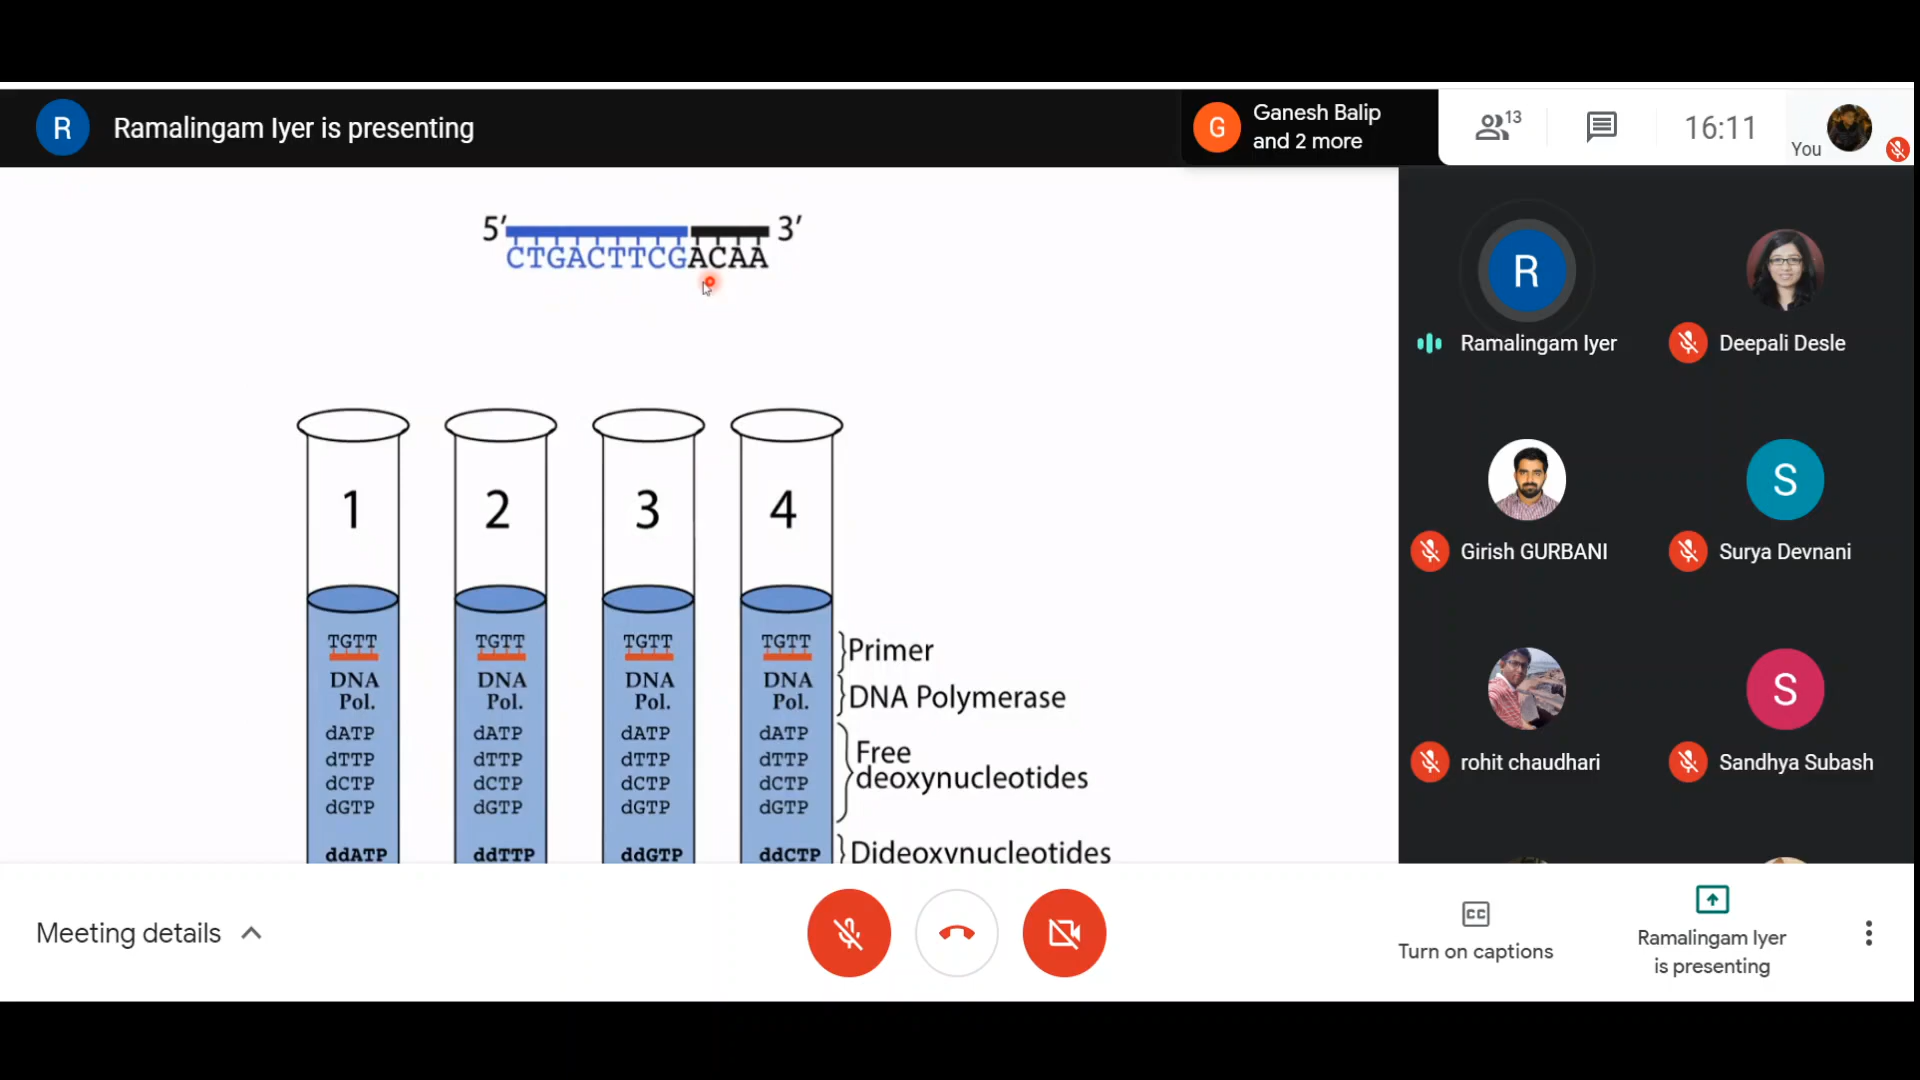 R Ramalingam Iyer is presenting
G Ganesh Balip
and 2 more
13
16:11
You
5′ CTGACTTCGACAA 3′
1 2 3 4
TGTT TGTT TGTT TGTT Primer
DNA DNA DNA DNA DNA Polymerase
Pol. Pol. Pol. Pol.
dATP dATP dATP dATP Free
dTTP dTTP dTTP dTTP deoxynucleotides
dCTP dCTP dCTP dCTP
dGTP dGTP dGTP dGTP
ddATP ddTTP ddGTP ddCTP Dideoxynucleotides
R
Ramalingam Iyer
Deepali Desle
S
Girish GURBANI
Surya Devnani
S
rohit chaudhari
Sandhya Subash
Meeting details
CC
Turn on captions
Ramalingam Iyer
is presenting